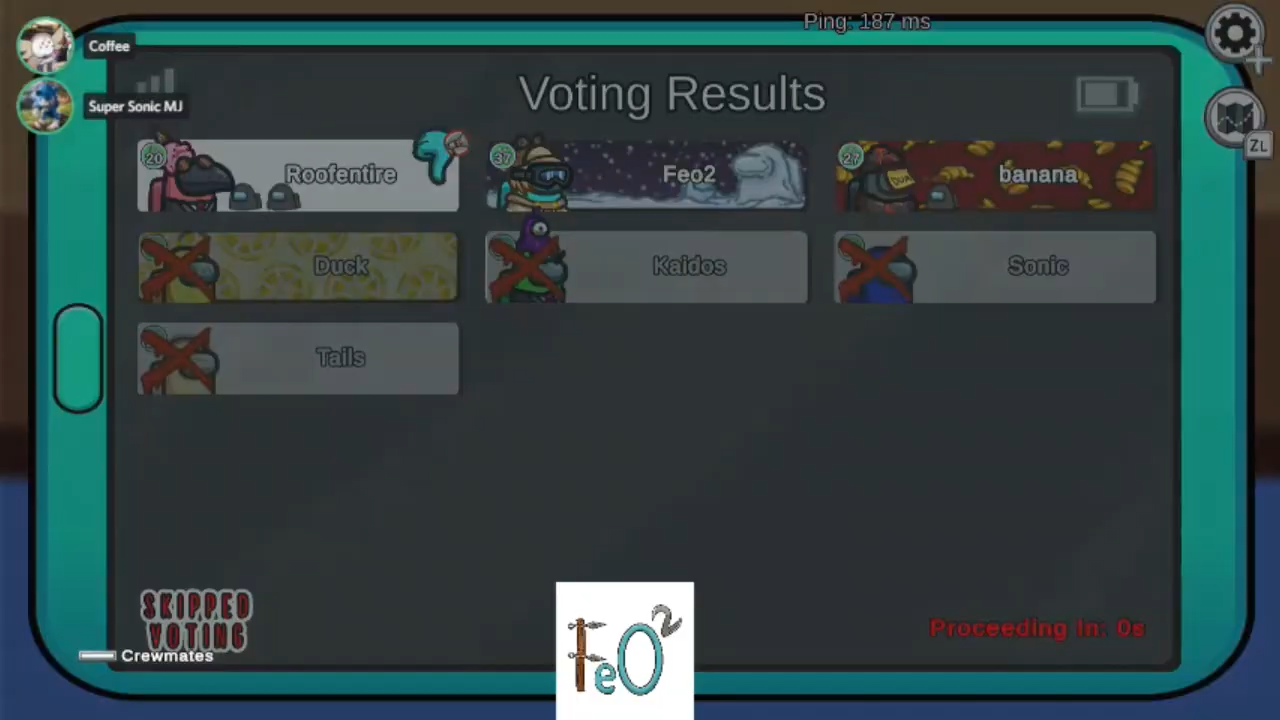 Ping: 187 ms
Coffee
Super Sonic MJ
Voting Results
20
Roofentire
37
Feo2
27
banana
DUM
ZL
Duck
Kaidos
Sonic
Tails
SKIPPED
VOTING
Proceeding In: 0s
Crewmates
FeO2